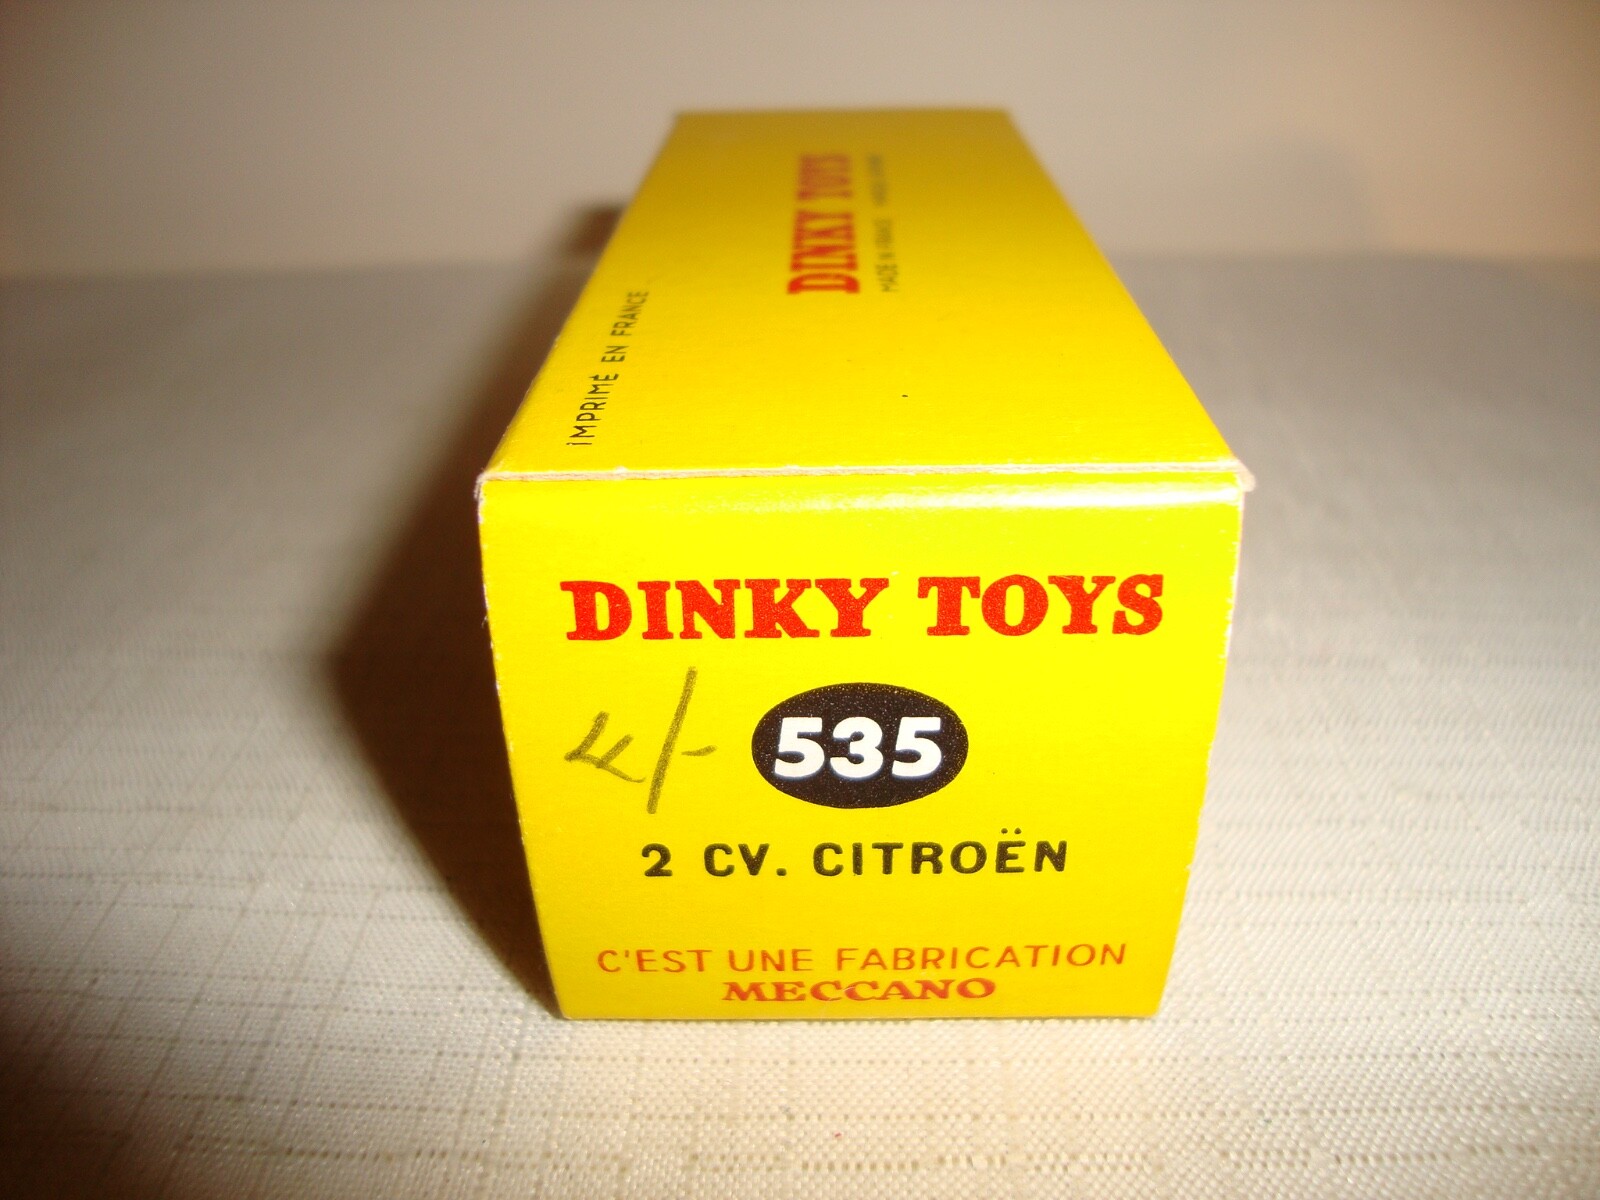 DINKY TOYS
MADE IN FRANCE
IMPRIMÉ EN FRANCE
DINKY TOYS
4/-
535
2 CV. CITROËN
C'EST UNE FABRICATION
MECCANO